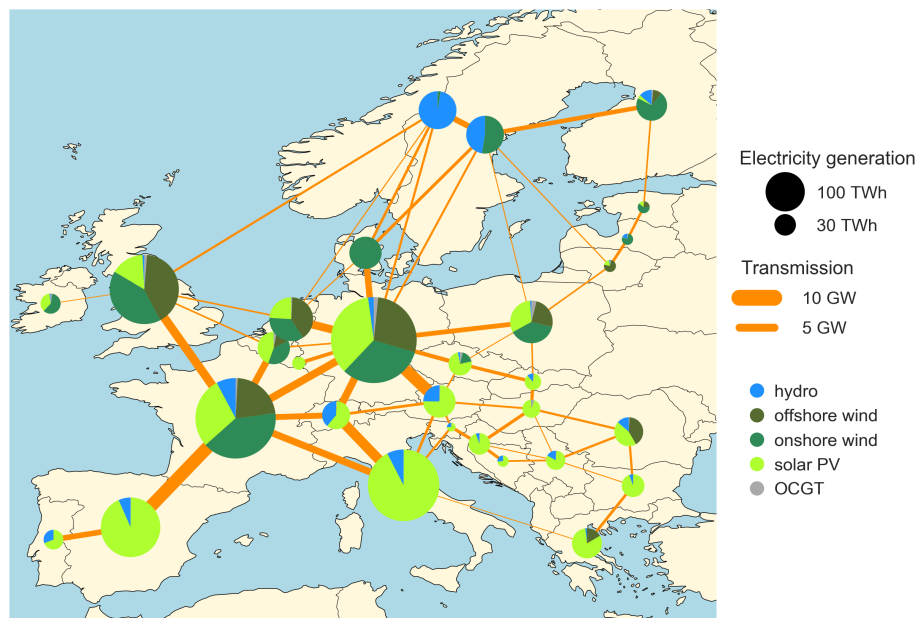 Electricity generation
100 TWh
30 TWh
Transmission
10 GW
5 GW
hydro
offshore wind
onshore wind
solar PV
OCGT